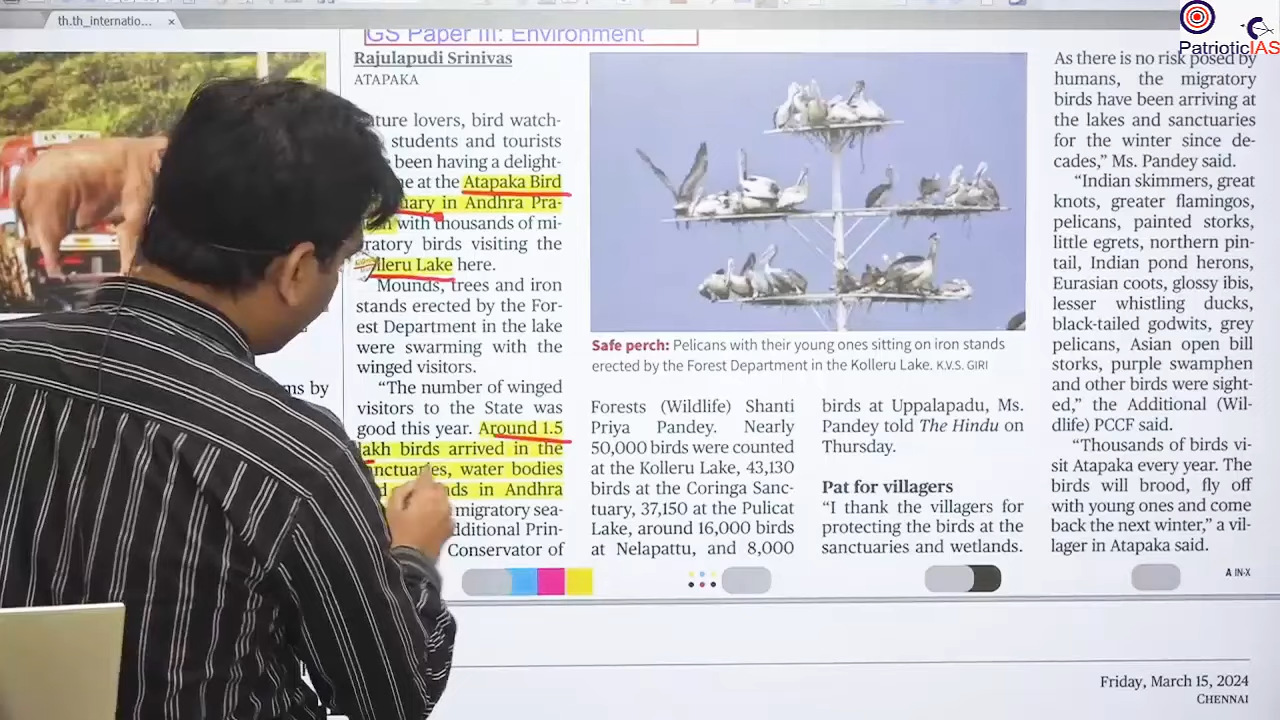 th.th_internatio...
×
PatrioticIAS
GS Paper III: Environment
Rajulapudi Srinivas
ATAPAKA
ature lovers, bird watch-
students and tourists
been having a delight-
e at the Atapaka Bird
in Andhra Pra-
with thousands of mi-
ratory birds visiting the
lleru Lake here.
Mounds, trees and iron
stands erected by the For-
est Department in the lake
were swarming with the
winged visitors.
“The number of winged
visitors to the State was
good this year. Around 1.5
lakh birds arrived in the
sanctuaries, water bodies
in Andhra
migratory sea-
dditional Prin-
Conservator of
ms by
Safe perch: Pelicans with their young ones sitting on iron stands
erected by the Forest Department in the Kolleru Lake. K.V.S. GIRI
Forests (Wildlife) Shanti
Priya Pandey. Nearly
50,000 birds were counted
at the Kolleru Lake, 43,130
birds at the Coringa Sanc-
tuary, 37,150 at the Pulicat
Lake, around 16,000 birds
at Nelapattu, and 8,000
birds at Uppalapadu, Ms.
Pandey told The Hindu on
Thursday.
Pat for villagers
“I thank the villagers for
protecting the birds at the
sanctuaries and wetlands.
As there is no risk posed by
humans, the migratory
birds have been arriving at
the lakes and sanctuaries
for the winter since de-
cades,” Ms. Pandey said.
“Indian skimmers, great
knots, greater flamingos,
pelicans, painted storks,
little egrets, northern pin-
tail, Indian pond herons,
Eurasian coots, glossy ibis,
lesser whistling ducks,
black-tailed godwits, grey
pelicans, Asian open bill
storks, purple swamphen
and other birds were sight-
ed,” the Additional (Wil-
dlife) PCCF said.
“Thousands of birds vi-
sit Atapaka every year. The
birds will brood, fly off
with young ones and come
back the next winter,” a vil-
lager in Atapaka said.
A IN-X
Friday, March 15, 2024
CHENNAI